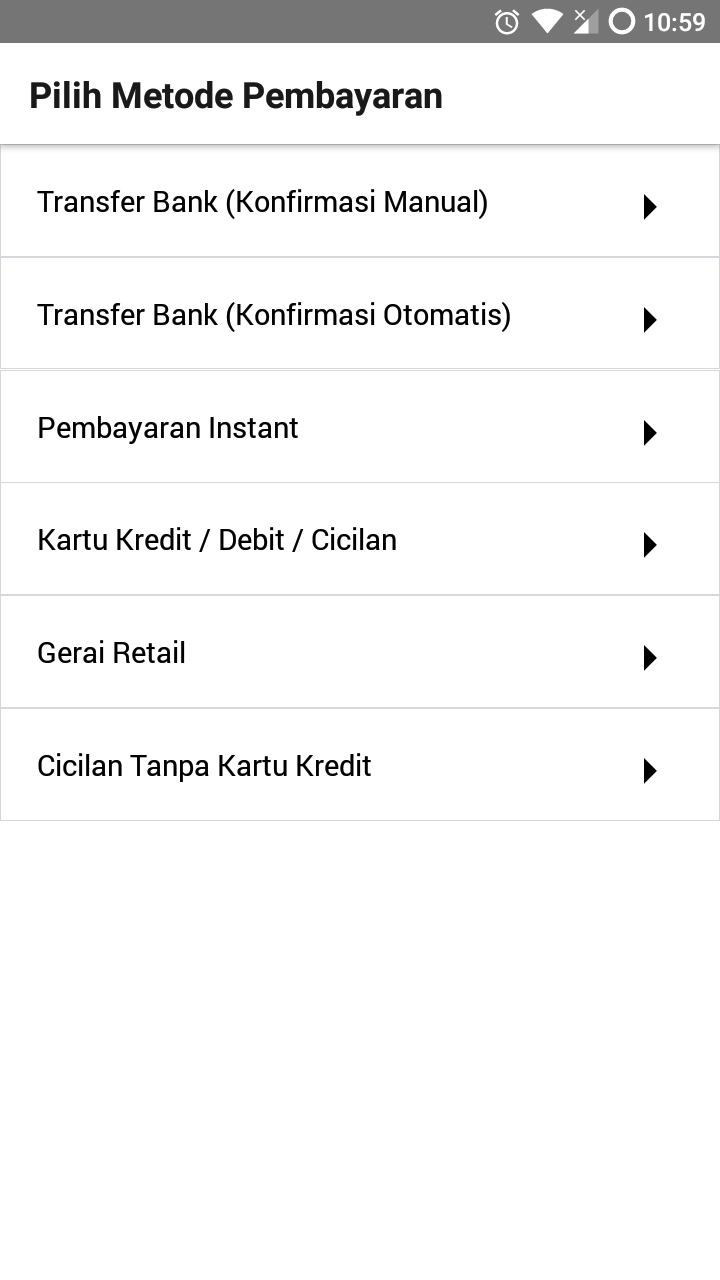 10:59
Pilih Metode Pembayaran
Transfer Bank (Konfirmasi Manual)
Transfer Bank (Konfirmasi Otomatis)
Pembayaran Instant
Kartu Kredit / Debit / Cicilan
Gerai Retail
Cicilan Tanpa Kartu Kredit